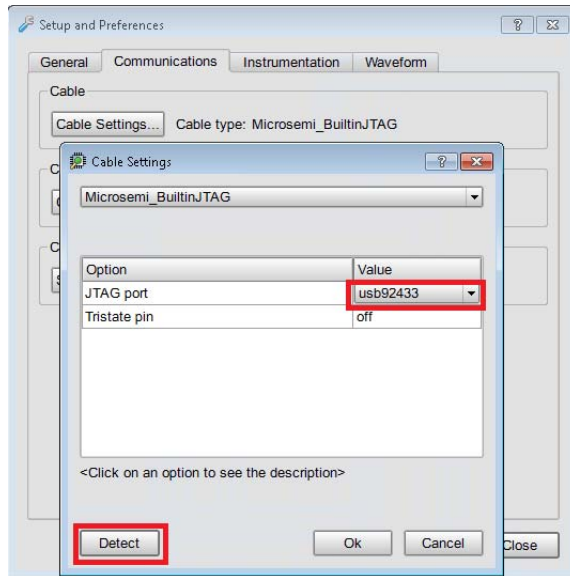 Setup and Preferences
General Communications Instrumentation Waveform
Cable
Cable Settings... Cable type: Microsemi_BuiltinJTAG
Cable Settings
Microsemi_BuiltinJTAG
Option Value
JTAG port usb92433
Tristate pin off
<Click on an option to see the description>
Detect Ok Cancel Close